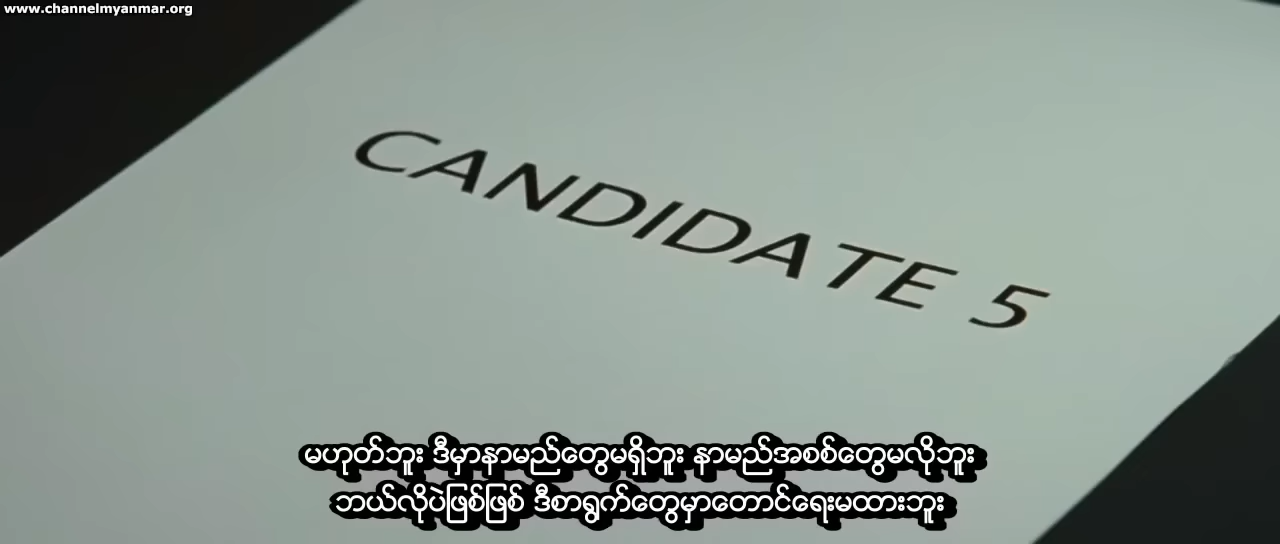 www.channelmyanmar.org
CANDIDATE 5
မဟုတ်ဘူး ဒီမှာနာမည်တွေမရှိဘူး နာမည်အစစ်တွေမလိုဘူး
ဘယ်လိုပဲဖြစ်ဖြစ် ဒီစာရွက်တွေမှာတောင်ရေးမထားဘူး